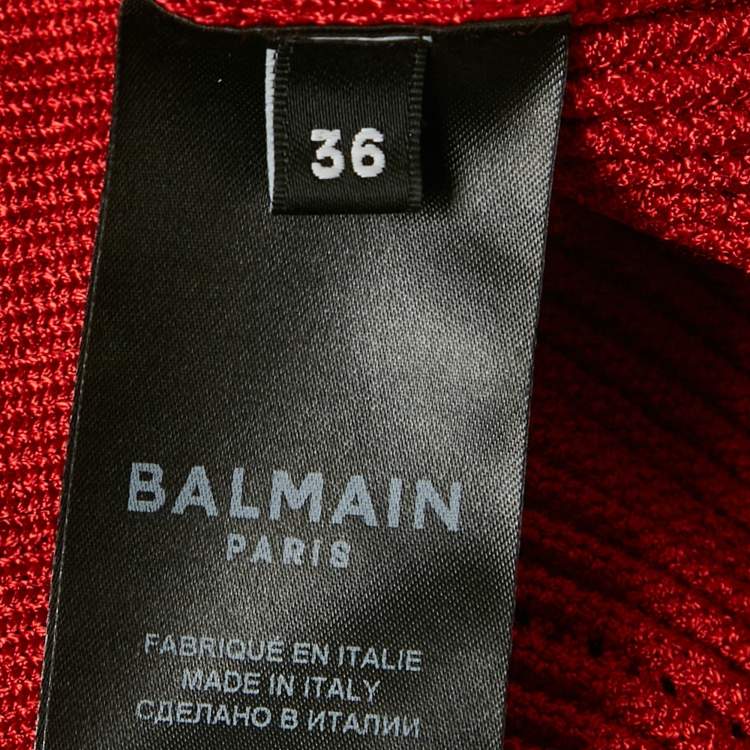 36
BALMAIN
PARIS
FABRIQUÉ EN ITALIE
MADE IN ITALY
СДЕЛАНО В ИТАЛИИ